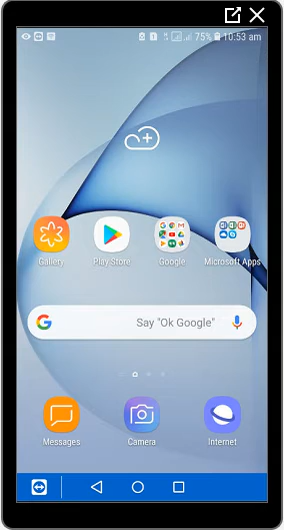 75% 10:53 am
Gallery Play Store Google Microsoft Apps
Say "Ok Google"
Messages Camera Internet